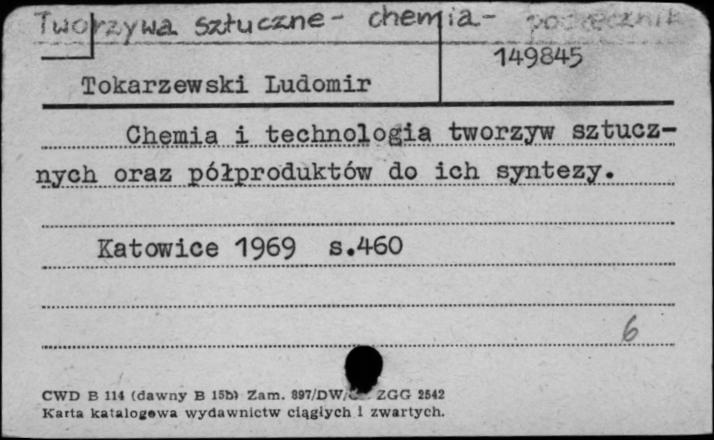 Tworzywa sztuczne - chemia - podręcznik
149845
Tokarzewski Ludomir
Chemia i technologia tworzyw sztucz-
nych oraz półproduktów do ich syntezy.
Katowice 1969 s.460
6
CWD B 114 (dawny B 15b) Zam. 897/DW/ ZGG 2542
Karta katalogowa wydawnictw ciągłych i zwartych.